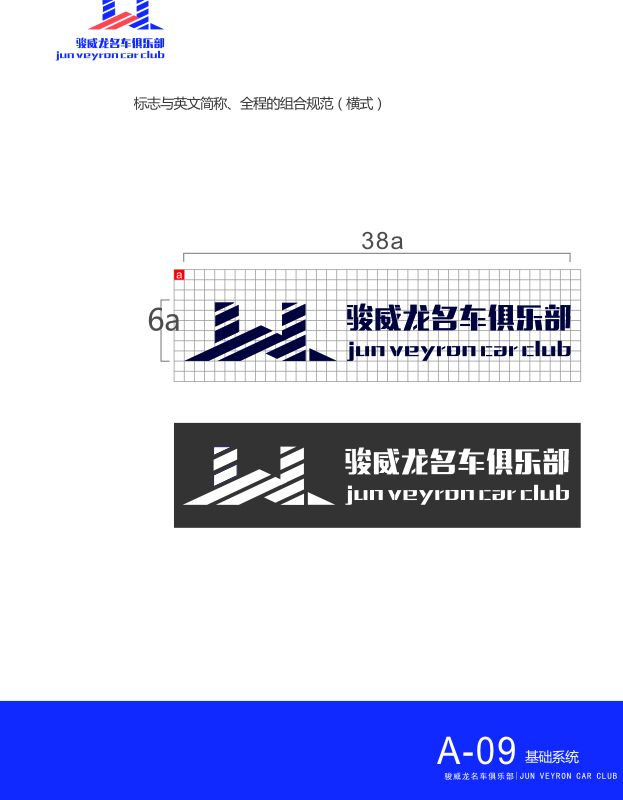 骏威龙名车俱乐部
jun veyron car club
标志与英文简称、全程的组合规范（横式）
38a
a
6a
骏威龙名车俱乐部
jun veyron car club
骏威龙名车俱乐部
jun veyron car club
A-09 基础系统
骏威龙名车俱乐部|JUN VEYRON CAR CLUB